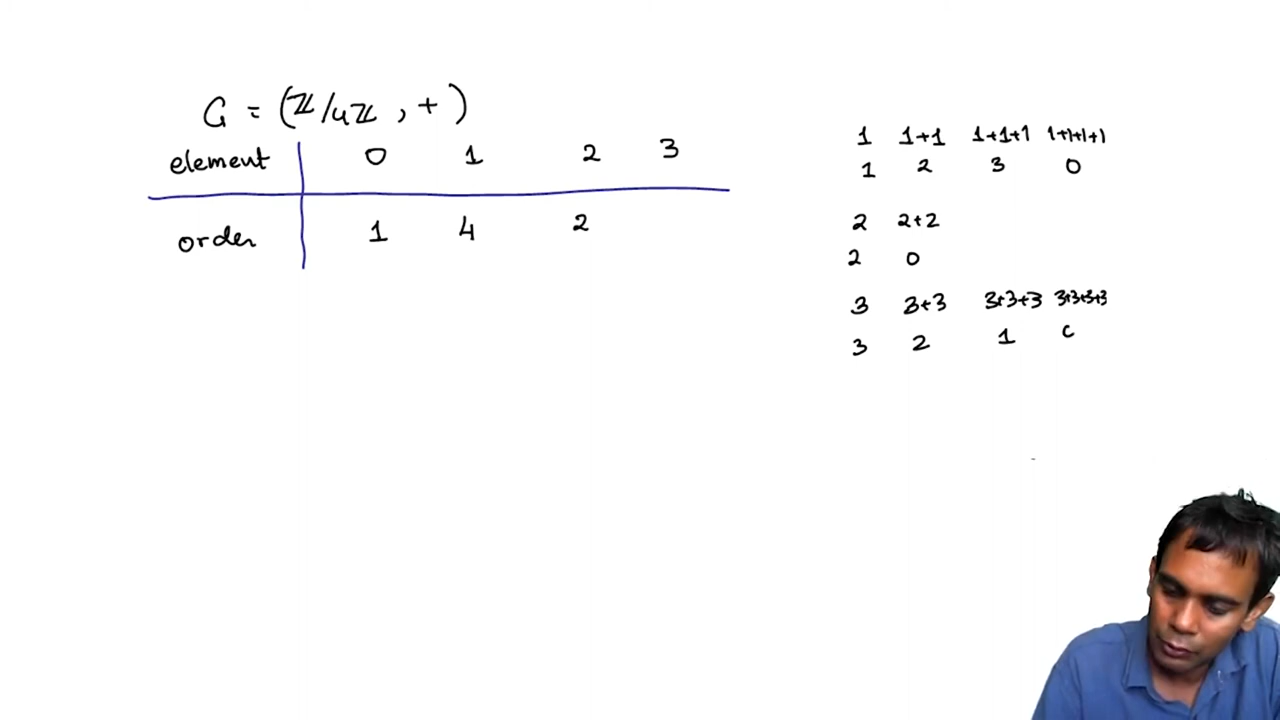 G = (ℤ/4ℤ, +)
element 0 1 2 3
order 1 4 2
1 1+1 1+1+1 1+1+1+1
1 2 3 0
2 2+2
2 0
3 3+3 3+3+3 3+3+3+3
3 2 1 c